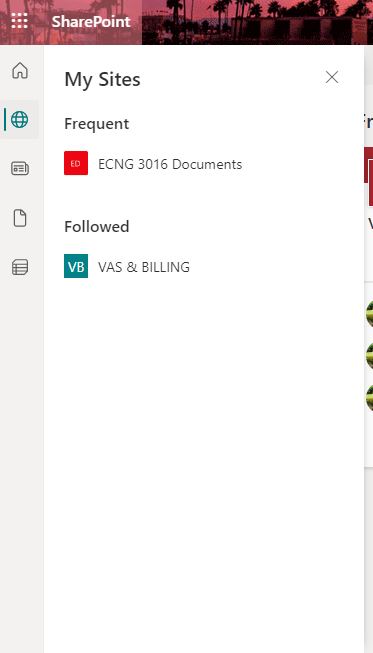 SharePoint
My Sites
Frequent
ED
ECNG 3016 Documents
Followed
VB
VAS & BILLING